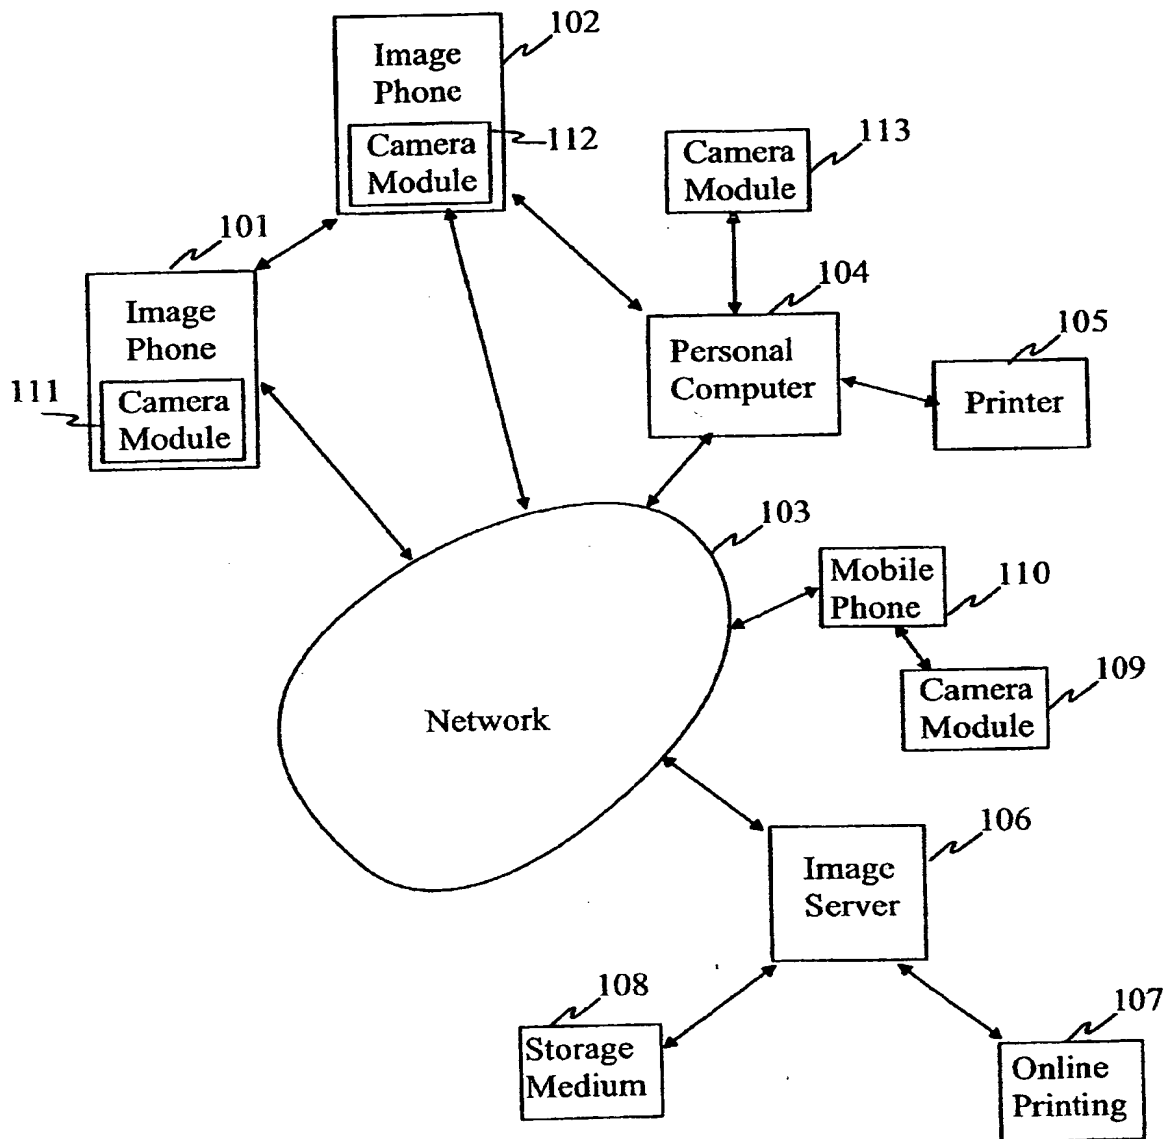 102
Image
Phone
112
Camera
Module
113
Camera
Module
101
Image
Phone
111
Camera
Module
104
Personal
Computer
105
Printer
103
Network
Mobile
Phone
110
109
Camera
Module
106
Image
Server
108
Storage
Medium
107
Online
Printing